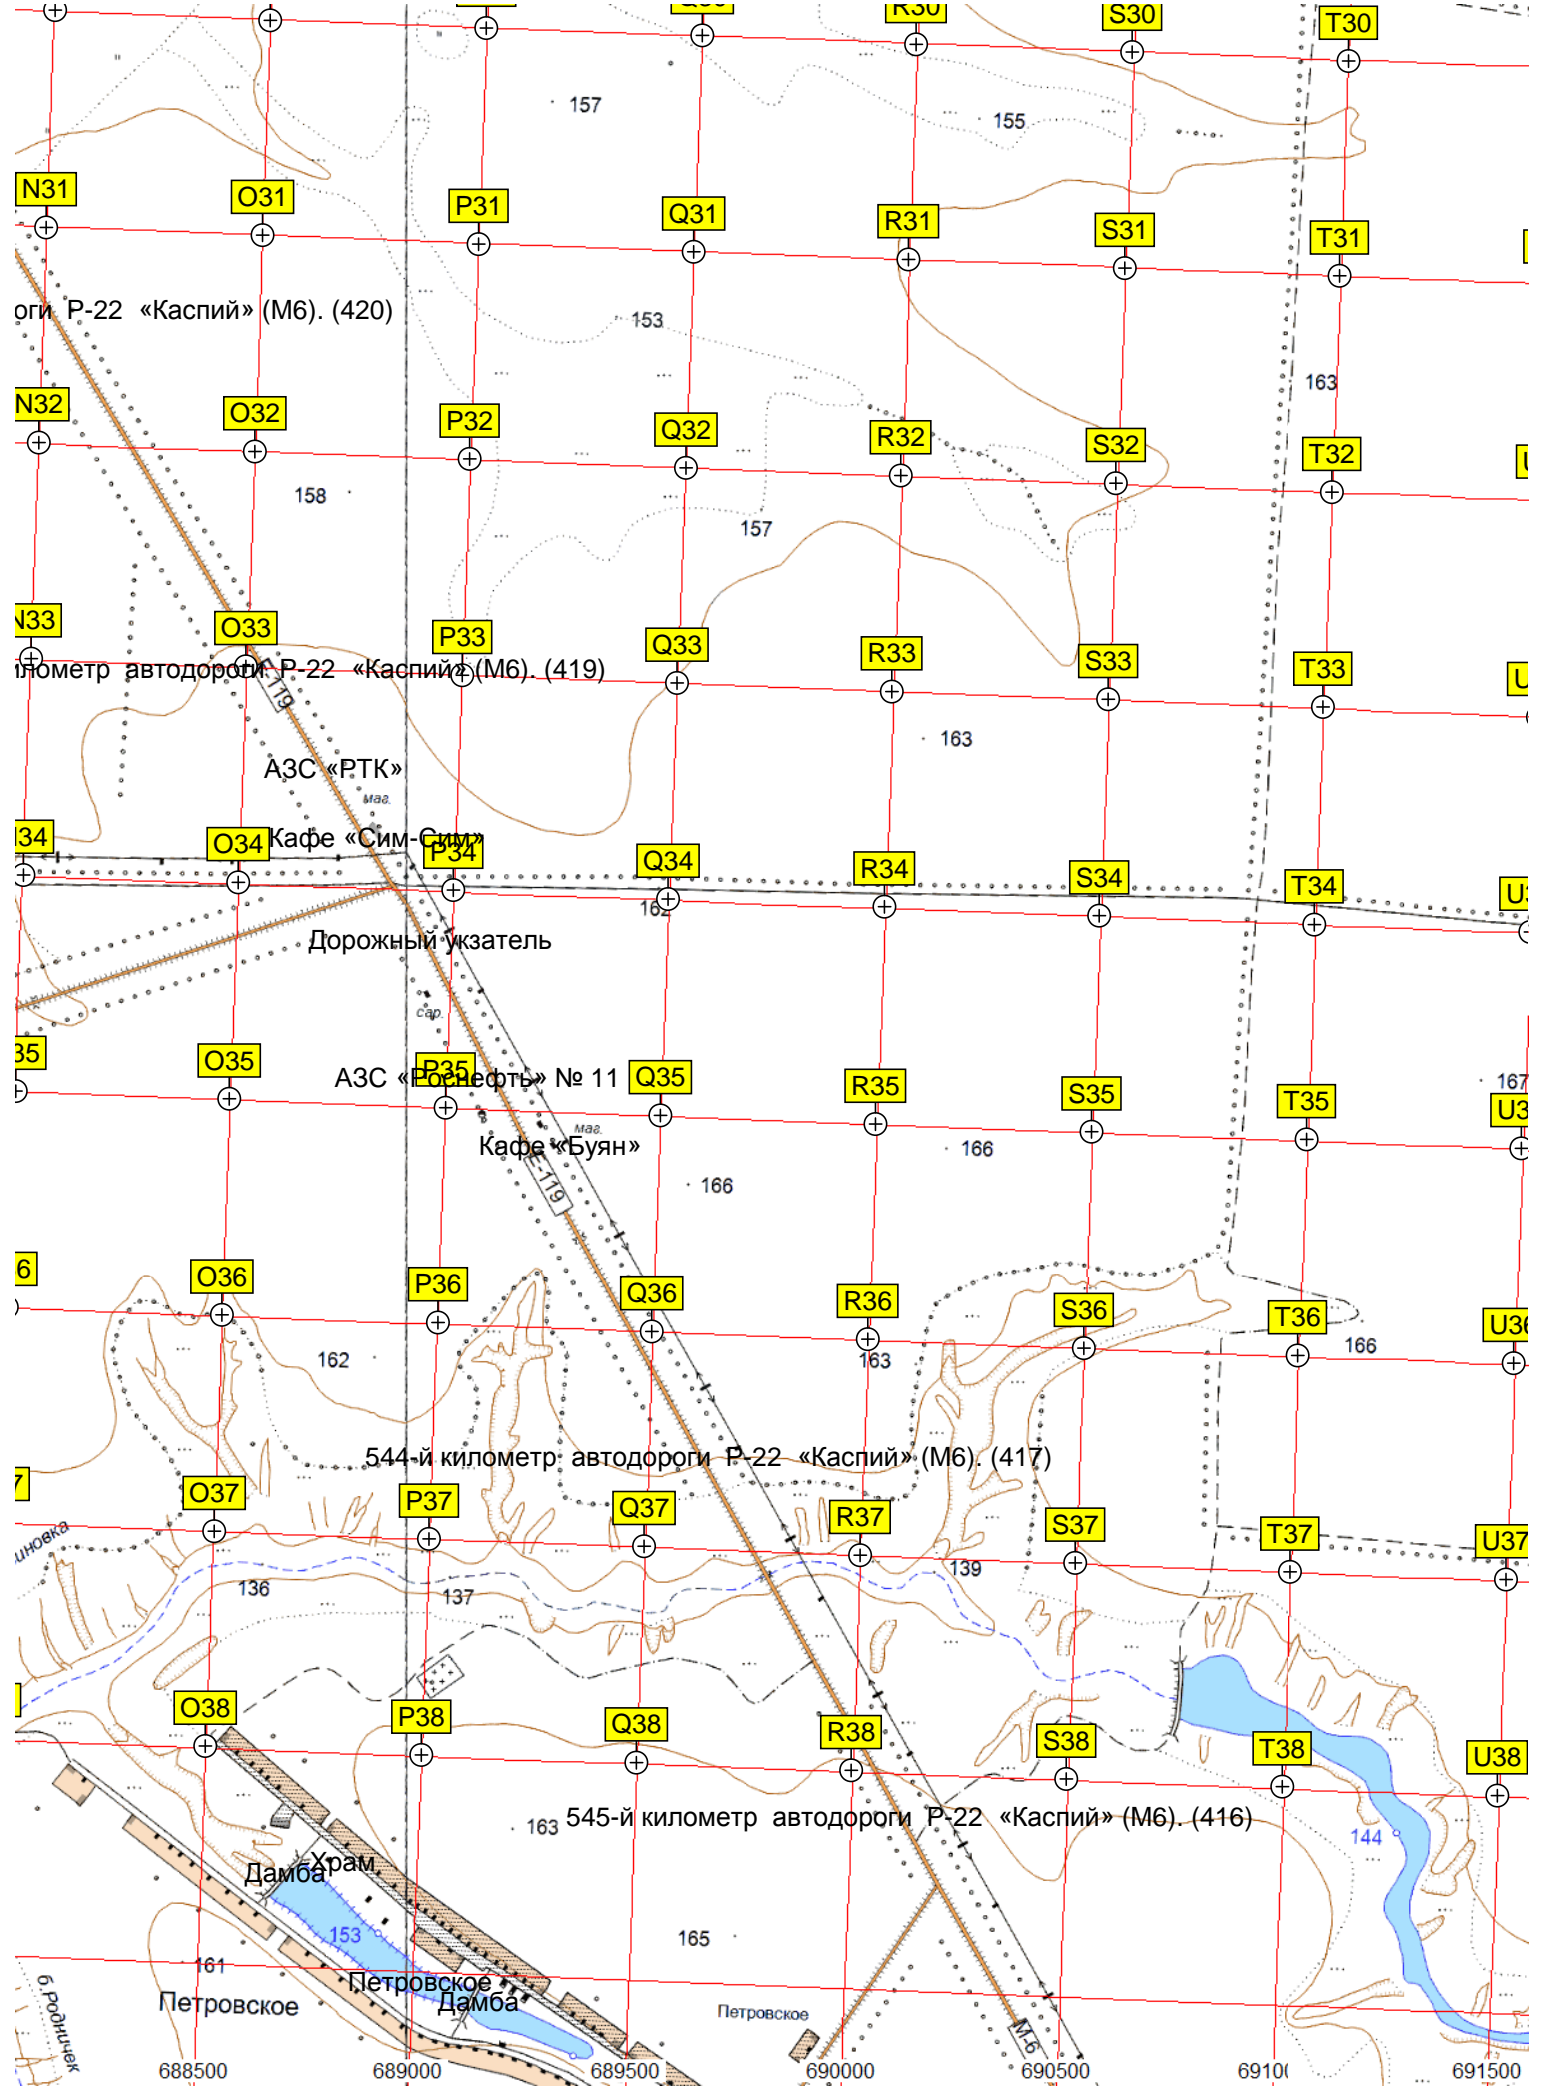 R30
S30
T30
157
155
N31
O31
P31
Q31
R31
S31
T31
оги Р-22 «Каспий» (М6). (420)
153
163
N32
O32
P32
Q32
R32
S32
T32
158
157
N33
O33
P33
Q33
R33
S33
T33
илометр автодороги Р-22 «Каспий» (М6). (419)
E-119
163
АЗС «РТК»
маг.
Кафе «Сим-Сим»
34
O34
P34
Q34
R34
S34
T34
162
Дорожный укзатель
сар.
35
O35
P35
Q35
R35
S35
T35
167
АЗС «Роснефть» № 11
маг.
Кафе «Буян»
166
E-119
166
6
O36
P36
Q36
R36
S36
T36
U36
162
163
166
544-й километр автодороги Р-22 «Каспий» (М6). (417)
7
O37
P37
Q37
R37
S37
T37
U37
иновка
136
137
139
O38
P38
Q38
R38
S38
T38
U38
163
545-й километр автодороги Р-22 «Каспий» (М6). (416)
144
Храм
Дамба
153
165
161
Петровское
Петровское
Дамба
Петровское
б.Родничек
М-6
688500
689000
689500
690000
690500
69100
691500